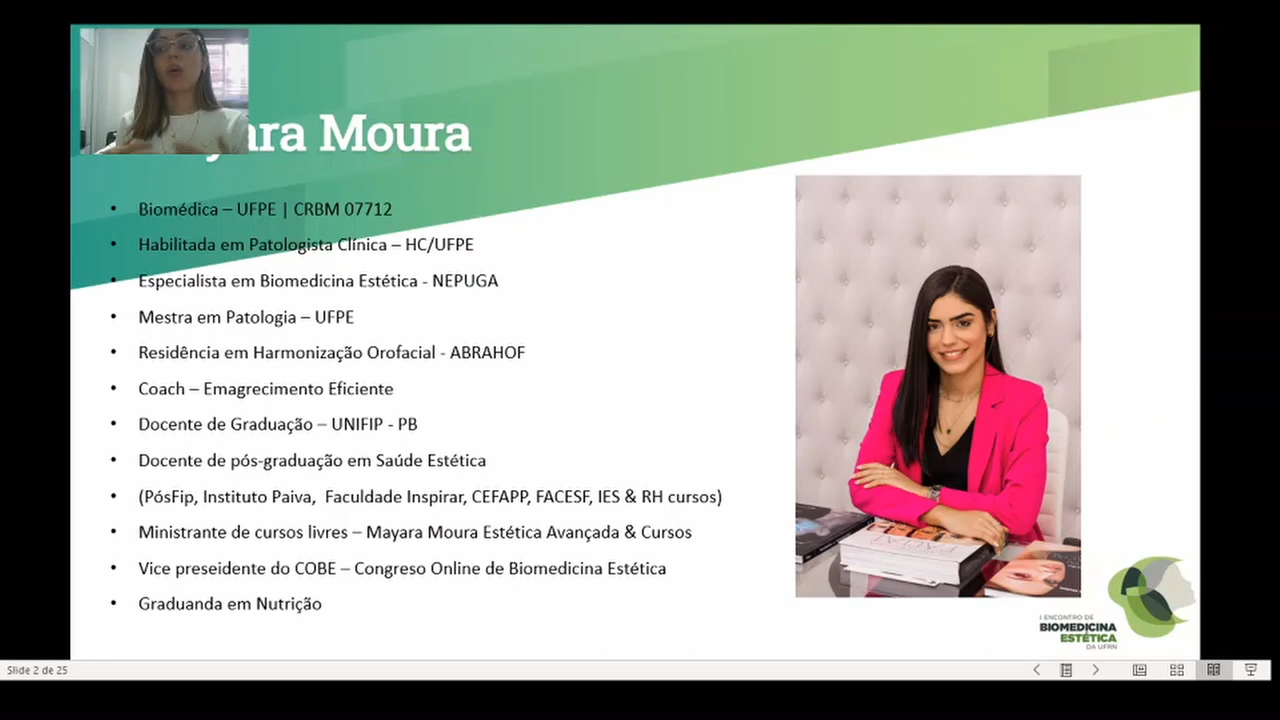 ara Moura
• Biomédica – UFPE | CRBM 07712
• Habilitada em Patologista Clínica – HC/UFPE
• Especialista em Biomedicina Estética - NEPUGA
• Mestra em Patologia – UFPE
• Residência em Harmonização Orofacial - ABRAHOF
• Coach – Emagrecimento Eficiente
• Docente de Graduação – UNIFIP - PB
• Docente de pós-graduação em Saúde Estética
• (PósFip, Instituto Paiva, Faculdade Inspirar, CEFAPP, FACESF, IES & RH cursos)
• Ministrante de cursos livres – Mayara Moura Estética Avançada & Cursos
• Vice preseidente do COBE – Congreso Online de Biomedicina Estética
• Graduanda em Nutrição
I ENCONTRO DE
BIOMEDICINA
ESTÉTICA
DA UFRN
Slide 2 de 25